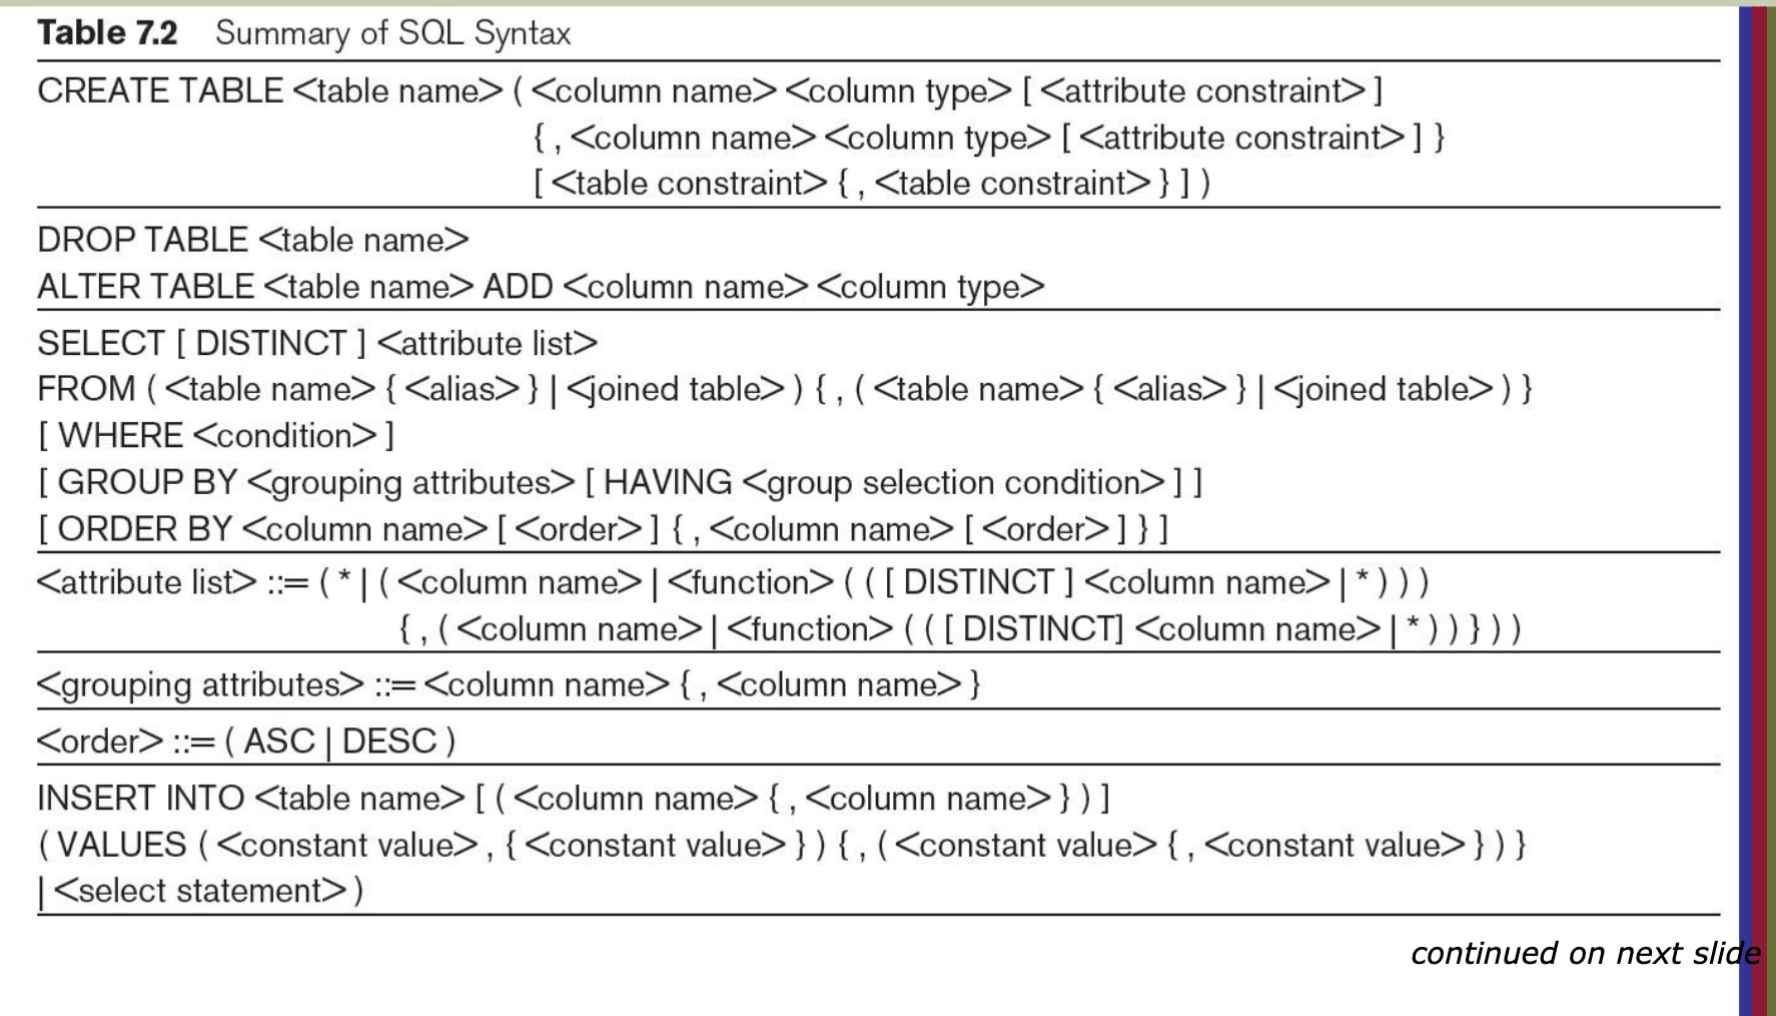 Table 7.2 Summary of SQL Syntax
CREATE TABLE <table name> ( <column name> <column type> [ <attribute constraint> ]
{ , <column name> <column type> [ <attribute constraint> ] }
[ <table constraint> { , <table constraint> } ] )
DROP TABLE <table name>
ALTER TABLE <table name> ADD <column name> <column type>
SELECT [ DISTINCT ] <attribute list>
FROM ( <table name> { <alias> } | <joined table> ) { , ( <table name> { <alias> } | <joined table> ) }
[ WHERE <condition> ]
[ GROUP BY <grouping attributes> [ HAVING <group selection condition> ] ]
[ ORDER BY <column name> [ <order> ] { , <column name> [ <order> ] } ]
<attribute list> ::= ( * | ( <column name> | <function> ( ( [ DISTINCT ] <column name> | * ) ) )
{ , ( <column name> | <function> ( ( [ DISTINCT] <column name> | * ) ) } ) )
<grouping attributes> ::= <column name> { , <column name> }
<order> ::= ( ASC | DESC )
INSERT INTO <table name> [ ( <column name> { , <column name> } ) ]
( VALUES ( <constant value> , { <constant value> } ) { , ( <constant value> { , <constant value> } ) }
| <select statement> )
continued on next slide